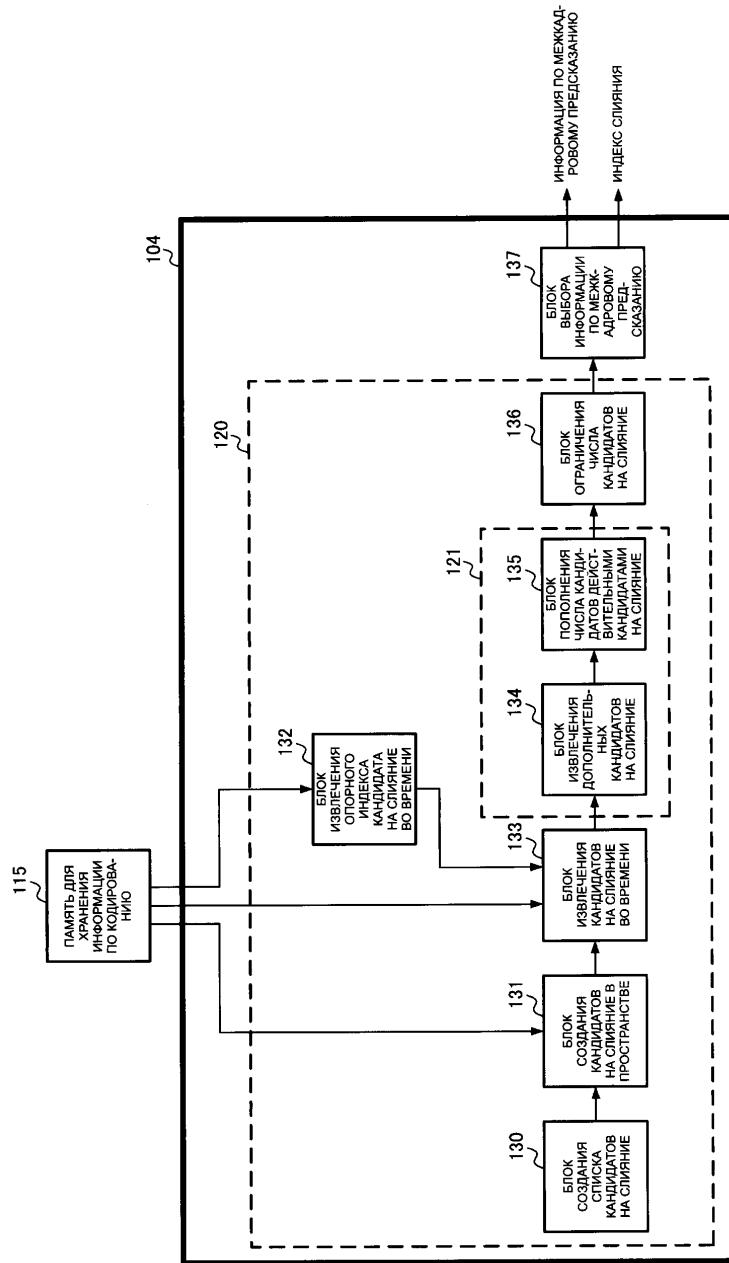 115
ПАМЯТЬ ДЛЯ
ХРАНЕНИЯ
ИНФОРМАЦИИ
ПО КОДИРОВА-
НИЮ
104
120
132
БЛОК
ИЗВЛЕЧЕНИЯ
ОПОРНОГО
ИНДЕКСА
КАНДИДАТА
НА СЛИЯНИЕ
ВО ВРЕМЕНИ
121
130
БЛОК
СОЗДАНИЯ
СПИСКА
КАНДИДАТОВ
НА СЛИЯНИЕ
131
БЛОК
СОЗДАНИЯ
КАНДИДАТОВ
НА СЛИЯНИЕ В
ПРОСТРАНСТВЕ
133
БЛОК
ИЗВЛЕЧЕНИЯ
КАНДИДАТОВ
НА СЛИЯНИЕ
ВО ВРЕМЕНИ
134
БЛОК
ИЗВЛЕЧЕНИЯ
ДОПОЛНИТЕЛЬ-
НЫХ
КАНДИДАТОВ
НА СЛИЯНИЕ
135
БЛОК
ПОПОЛНЕНИЯ
ЧИСЛА КАНДИ-
ДАТОВ ДЕЙСТ-
ВИТЕЛЬНЫМИ
КАНДИДАТАМИ
НА СЛИЯНИЕ
136
БЛОК
ОГРАНИЧЕНИЯ
ЧИСЛА
КАНДИДАТОВ
НА СЛИЯНИЕ
137
БЛОК
ВЫБОРА
ИНФОРМАЦИИ
ПО МЕЖК-
АДРОВОМУ
ПРЕД-
СКАЗАНИЮ
ИНФОРМАЦИЯ ПО МЕЖКАД-
РОВОМУ ПРЕДСКАЗАНИЮ
ИНДЕКС СЛИЯНИЯ